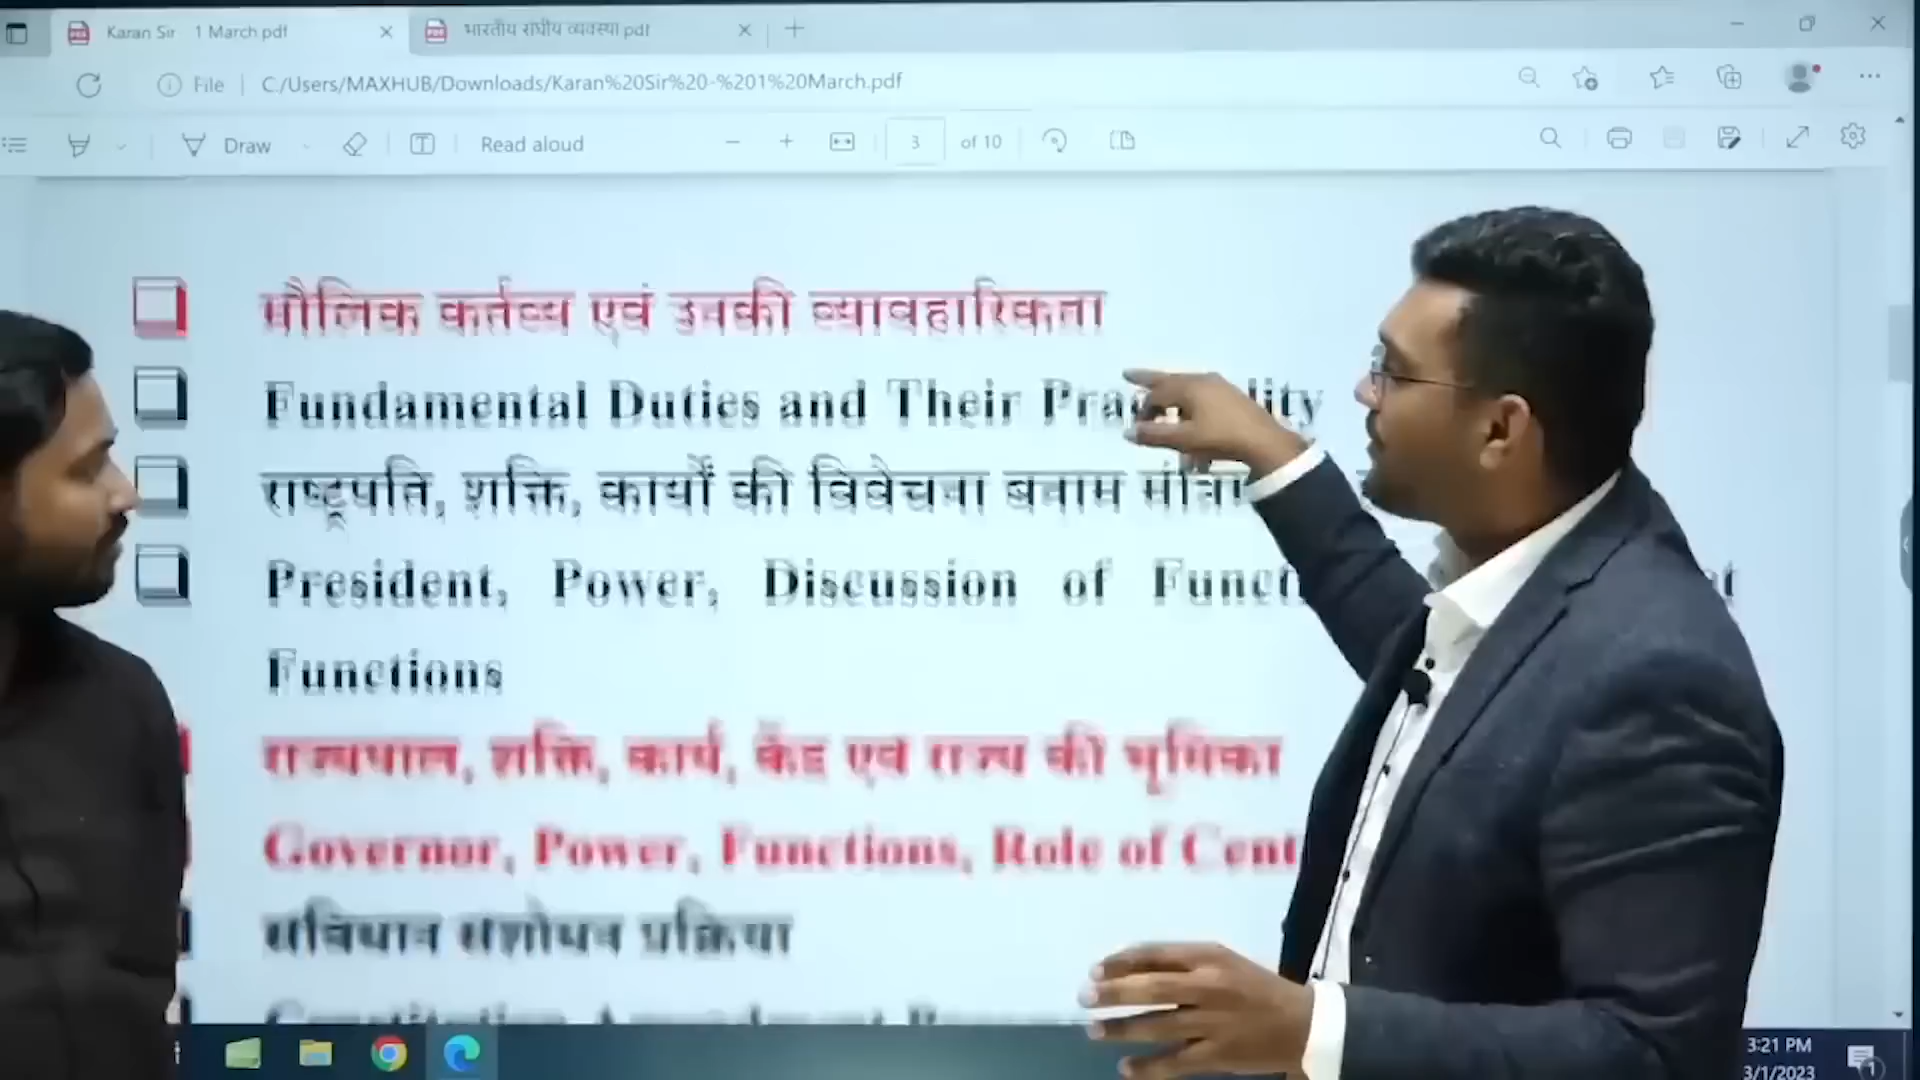 Karan Sir 1 March.pdf
भारतीय संघीय व्यवस्था.pdf
File
C:/Users/MAXHUB/Downloads/Karan%20Sir%20-%201%20March.pdf
Draw
Read aloud
3 of 10
मौलिक कर्तव्य एवं उनकी व्यावहारिकता
Fundamental Duties and Their
राष्ट्रपति, शक्ति, कार्यों की विवेचना बनाम
President, Power, Discussion of
Functions
राज्यपाल, शक्ति, कार्य, केंद्र एवं राज्य की भूमिका
Governor, Power, Functions, Role of
संविधान संशोधन प्रक्रिया
3:21 PM
3/1/2023
1